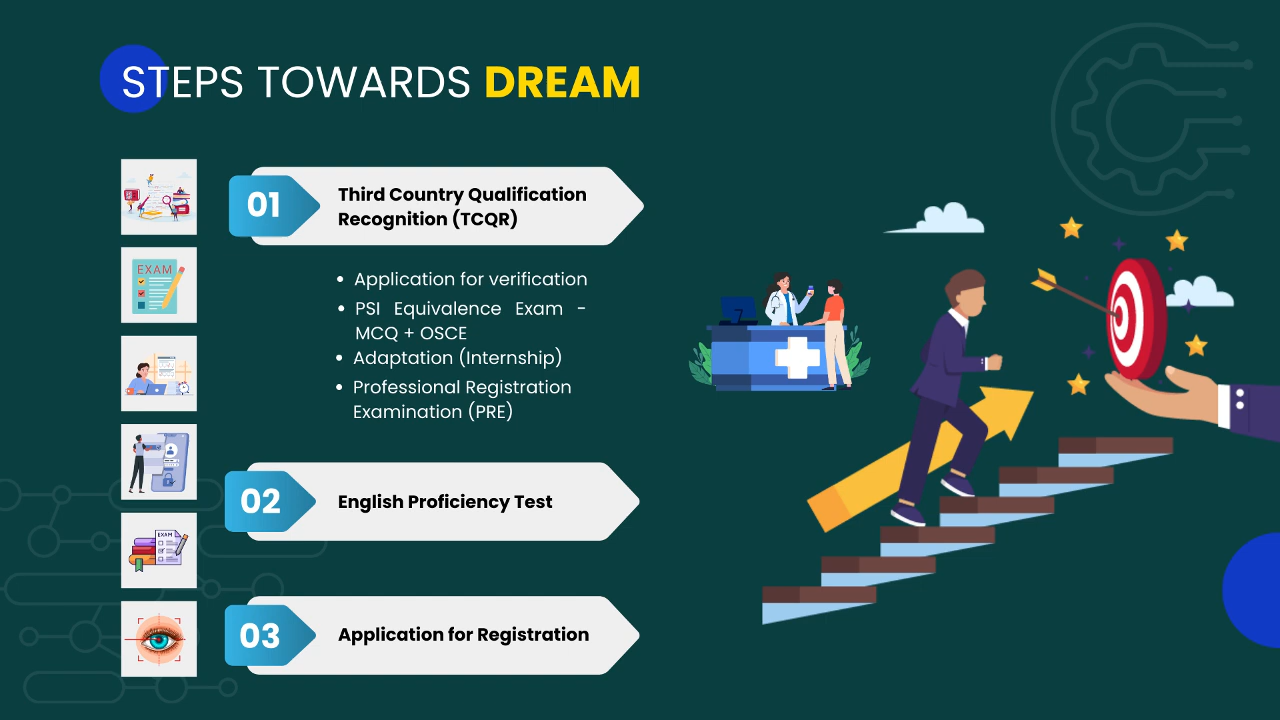 STEPS TOWARDS DREAM
01
Third Country Qualification
Recognition (TCQR)
• Application for verification
• PSI Equivalence Exam -
MCQ + OSCE
• Adaptation (Internship)
• Professional Registration
Examination (PRE)
EXAM
02
English Proficiency Test
EXAM
03
Application for Registration